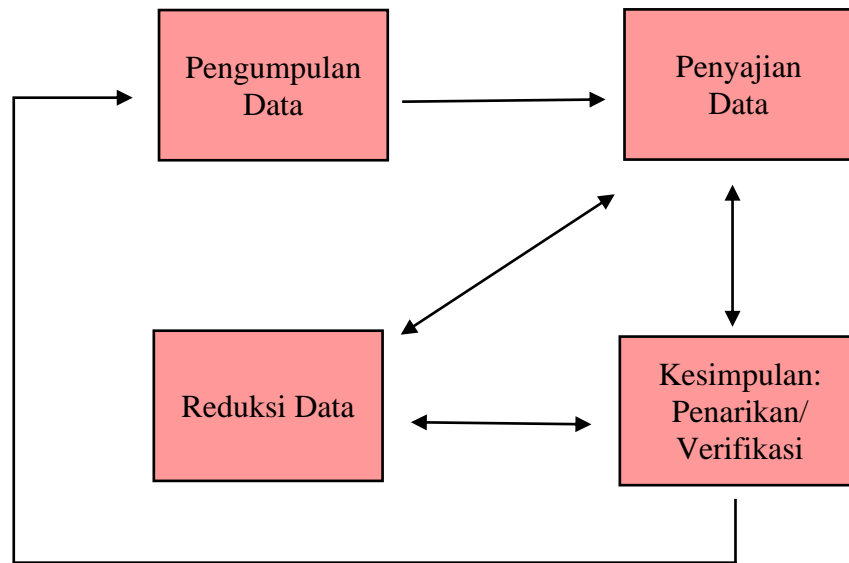 Pengumpulan
Data
Penyajian
Data
Reduksi Data
Kesimpulan:
Penarikan/
Verifikasi